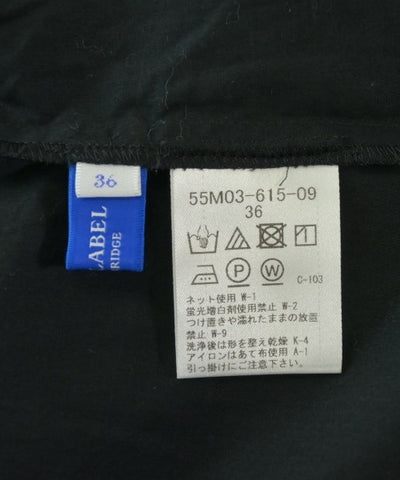 36
LABEL
RIDGE
55M03-615-09
36
P
W
C-103
ネット使用 W-1
蛍光増白剤使用禁止 W-2
つけ置きや濡れたままの放置
禁止 W-9
洗浄後は形を整え乾燥 K-4
アイロンはあて布使用 A-1
引っ掛けにご注意下さい。